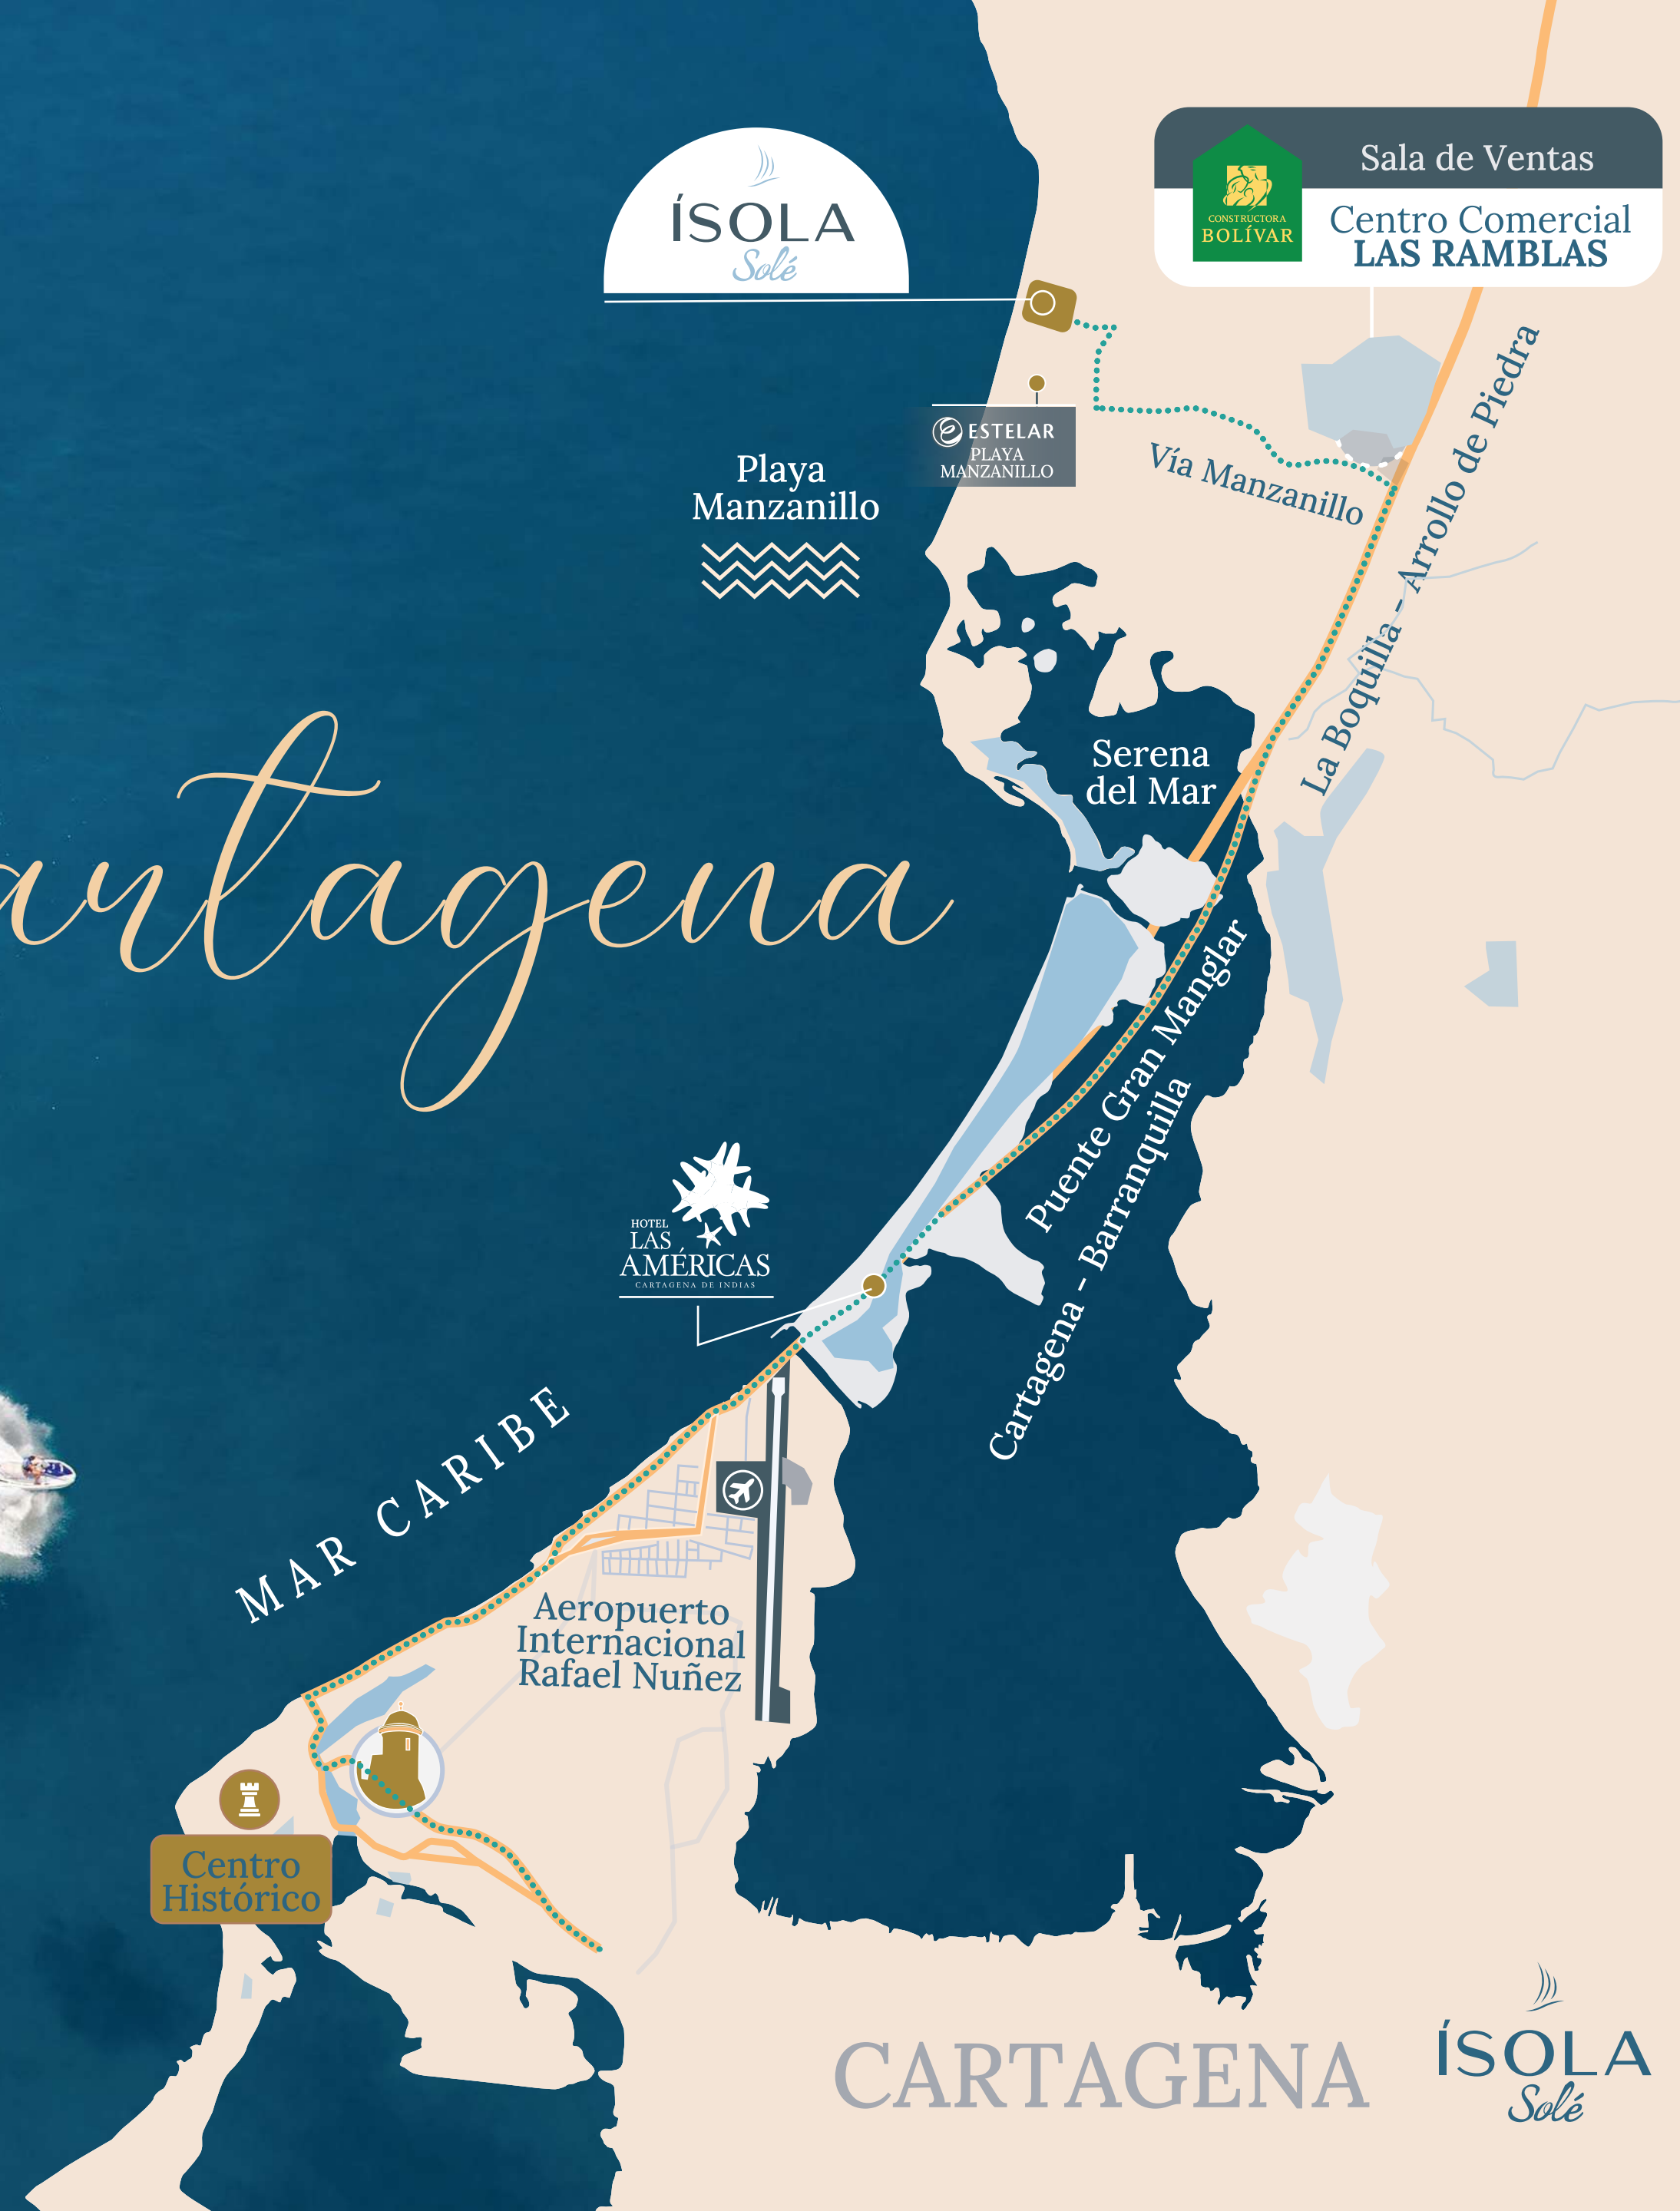 Sala de Ventas
CONSTRUCTORA
BOLÍVAR
Centro Comercial
LAS RAMBLAS
ÍSOLA
Solé
ESTELAR
PLAYA
MANZANILLO
Playa
Manzanillo
Vía Manzanillo
La Boquilla - Arrollo de Piedra
Serena
del Mar
artagena
Puente Gran Manglar
Cartagena - Barranquilla
HOTEL
LAS
AMÉRICAS
CARTAGENA DE INDIAS
MAR CARIBE
Aeropuerto
Internacional
Rafael Nuñez
Centro
Histórico
CARTAGENA
ÍSOLA
Solé